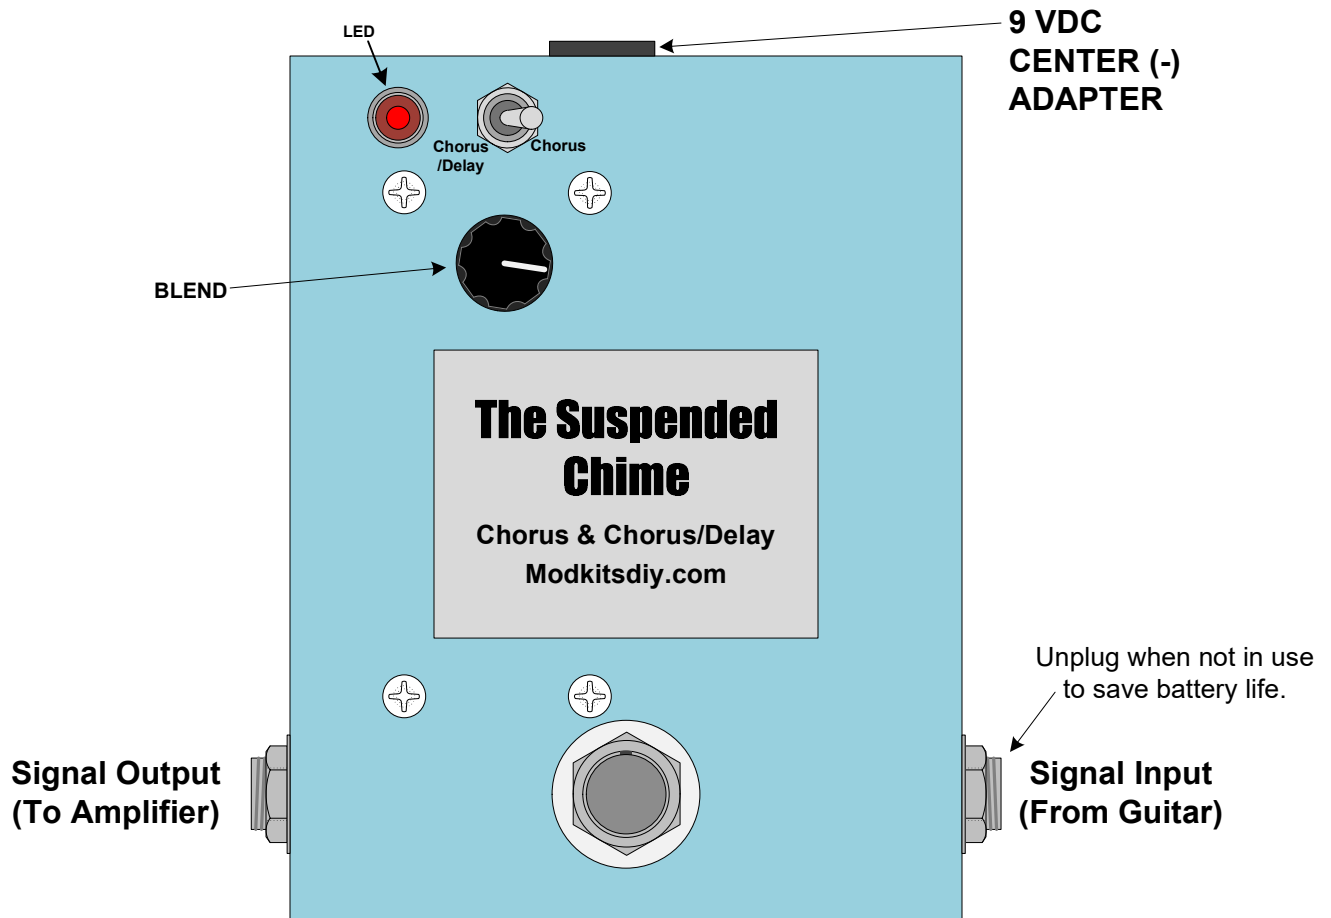 LED
9 VDC
CENTER (-)
ADAPTER
Chorus
/Delay
Chorus
BLEND
The Suspended
Chime
Chorus & Chorus/Delay
Modkitsdiy.com
Unplug when not in use
to save battery life.
Signal Output
(To Amplifier)
Signal Input
(From Guitar)